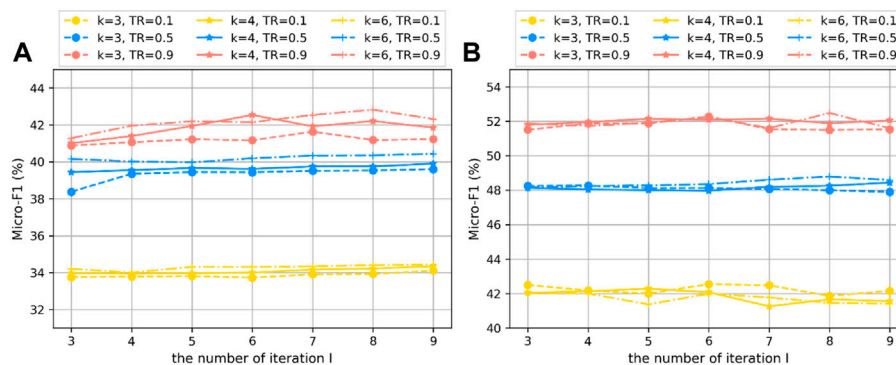 k=3, TR=0.1 k=4, TR=0.1 k=6, TR=0.1
k=3, TR=0.5 k=4, TR=0.5 k=6, TR=0.5
k=3, TR=0.9 k=4, TR=0.9 k=6, TR=0.9
A
44
42
40
38
36
34
32
Micro-F1 (%)
3 4 5 6 7 8 9
the number of iteration I
k=3, TR=0.1 k=4, TR=0.1 k=6, TR=0.1
k=3, TR=0.5 k=4, TR=0.5 k=6, TR=0.5
k=3, TR=0.9 k=4, TR=0.9 k=6, TR=0.9
B
54
52
50
48
46
44
42
40
Micro-F1 (%)
3 4 5 6 7 8 9
the number of iteration I